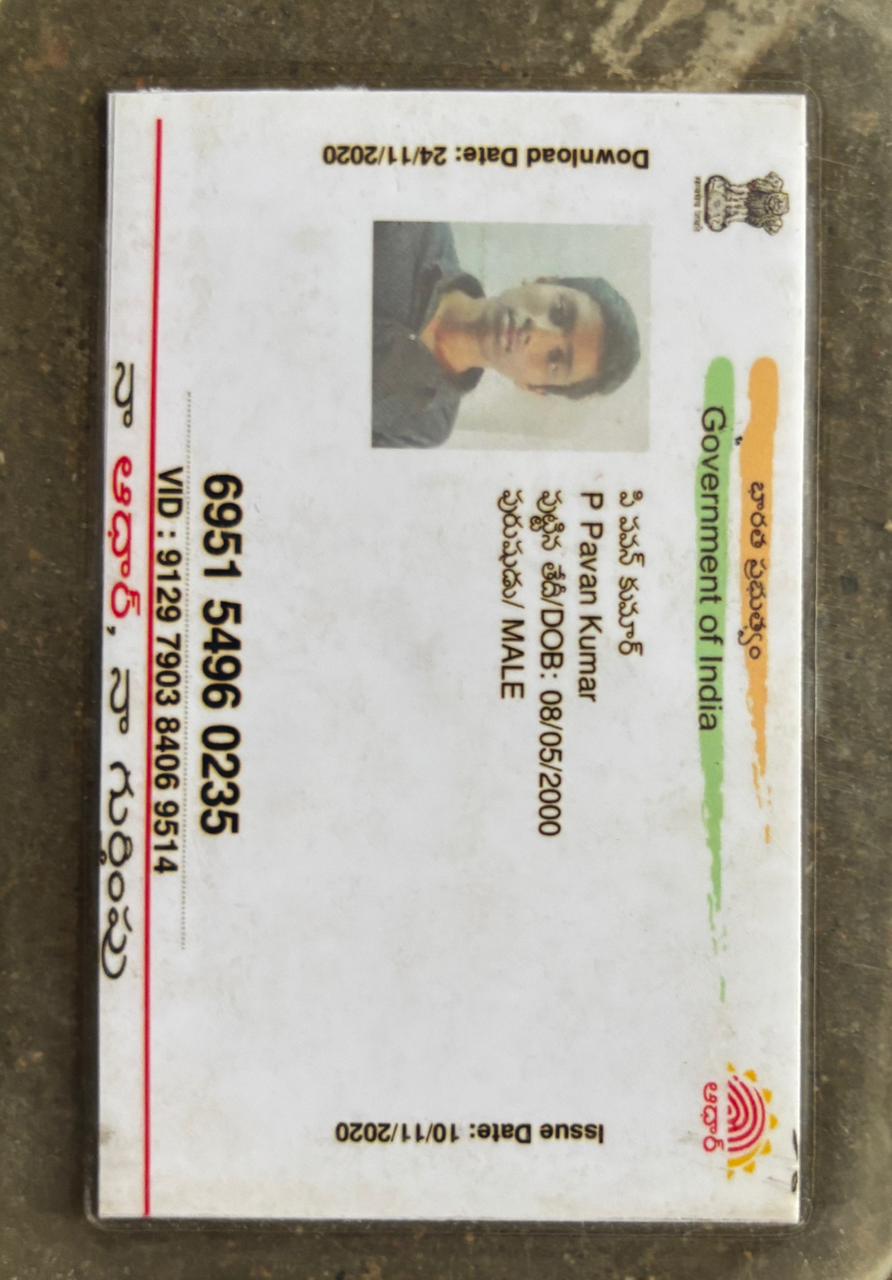 భారత ప్రభుత్వం
Government of India
Download Date: 24/11/2020
పి పవన్ కుమార్
P Pavan Kumar
పుట్టిన తేదీ/DOB: 08/05/2000
పురుషుడు/ MALE
Issue Date: 10/11/2020
ఆధార్
6951 5496 0235
VID : 9129 7903 8406 9514
నా ఆధార్, నా గుర్తింపు